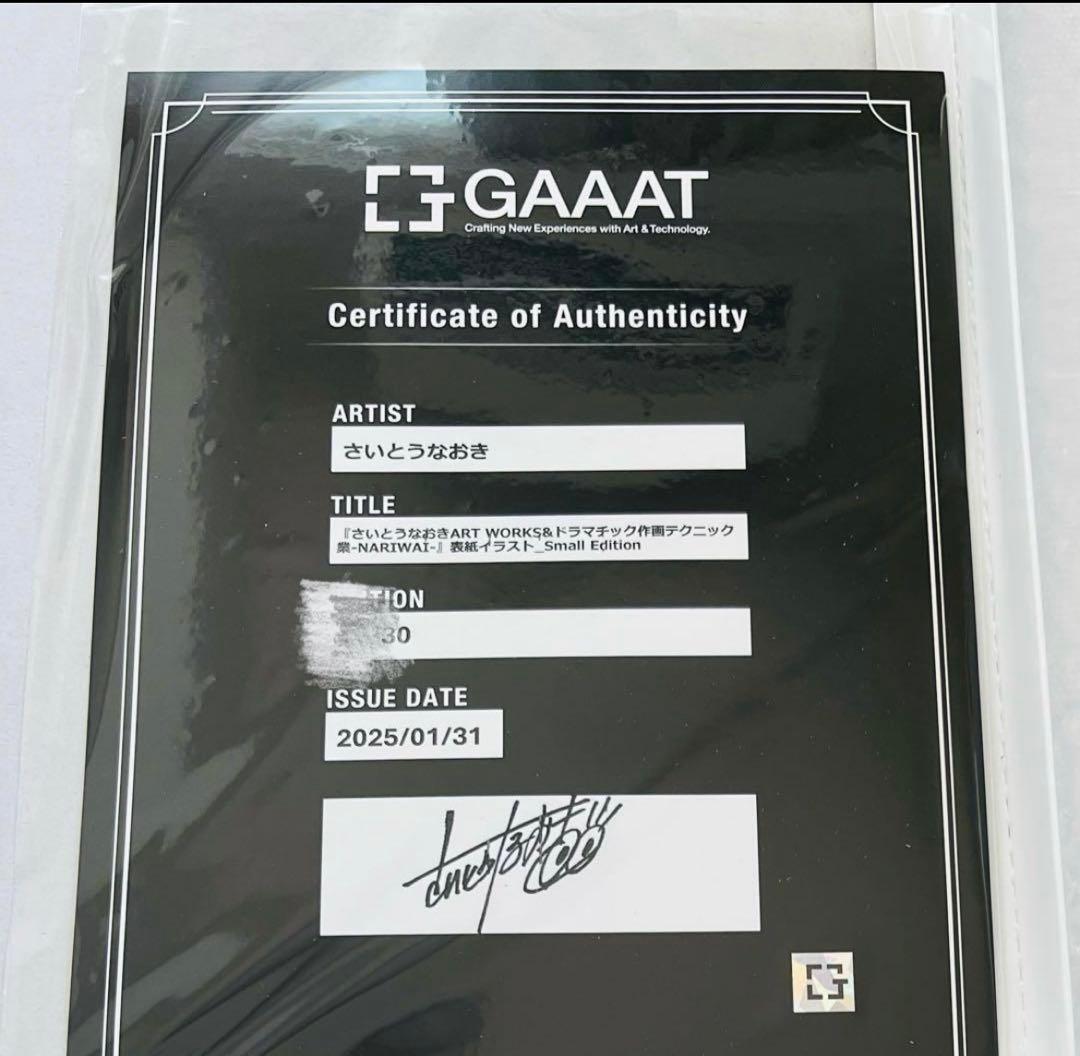 GAAAT
Crafting New Experiences with Art & Technology.
Certificate of Authenticity
ARTIST
さいとうなおき
TITLE
『さいとうなおきART WORKS&ドラマチック作画テクニック
業-NARIWAI-』表紙イラスト_Small Edition
30
ISSUE DATE
2025/01/31